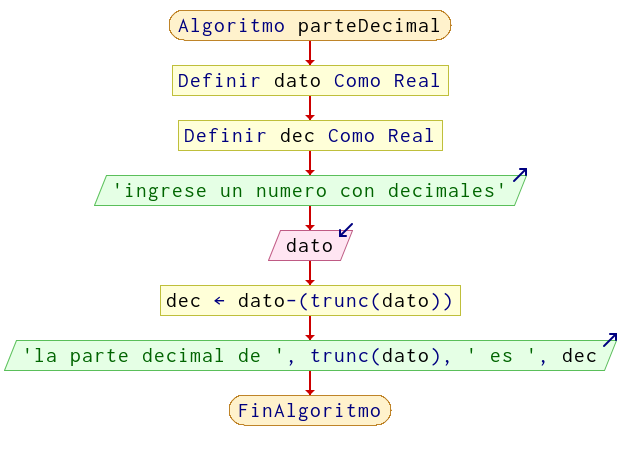 Algoritmo parteDecimal
Definir dato Como Real
Definir dec Como Real
'ingrese un numero con decimales'
dato
dec ← dato-(trunc(dato))
'la parte decimal de ', trunc(dato), ' es ', dec
FinAlgoritmo